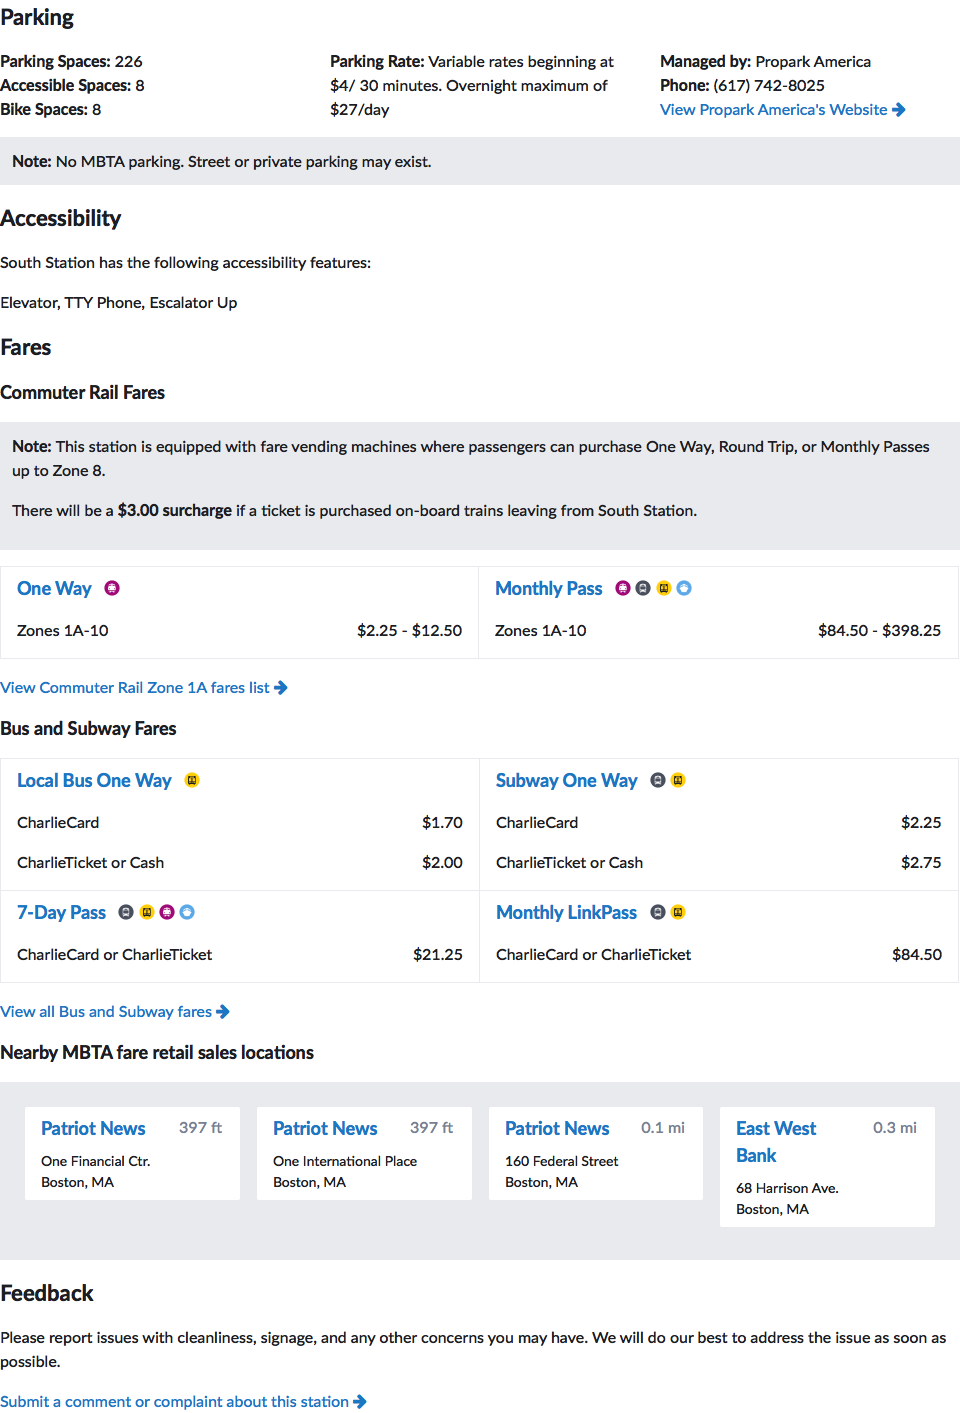 Parking
Parking Spaces: 226
Accessible Spaces: 8
Bike Spaces: 8
Parking Rate: Variable rates beginning at
$4/ 30 minutes. Overnight maximum of
$27/day
Managed by: Propark America
Phone: (617) 742-8025
View Propark America's Website
Note: No MBTA parking. Street or private parking may exist.
Accessibility
South Station has the following accessibility features:
Elevator, TTY Phone, Escalator Up
Fares
Commuter Rail Fares
Note: This station is equipped with fare vending machines where passengers can purchase One Way, Round Trip, or Monthly Passes
up to Zone 8.
There will be a $3.00 surcharge if a ticket is purchased on-board trains leaving from South Station.
One Way
Zones 1A-10 $2.25 - $12.50
Monthly Pass
Zones 1A-10 $84.50 - $398.25
View Commuter Rail Zone 1A fares list
Bus and Subway Fares
Local Bus One Way
CharlieCard $1.70
CharlieTicket or Cash $2.00
Subway One Way
CharlieCard $2.25
CharlieTicket or Cash $2.75
7-Day Pass
CharlieCard or CharlieTicket $21.25
Monthly LinkPass
CharlieCard or CharlieTicket $84.50
View all Bus and Subway fares
Nearby MBTA fare retail sales locations
Patriot News 397 ft
One Financial Ctr.
Boston, MA
Patriot News 397 ft
One International Place
Boston, MA
Patriot News 0.1 mi
160 Federal Street
Boston, MA
East West 0.3 mi
Bank
68 Harrison Ave.
Boston, MA
Feedback
Please report issues with cleanliness, signage, and any other concerns you may have. We will do our best to address the issue as soon as
possible.
Submit a comment or complaint about this station